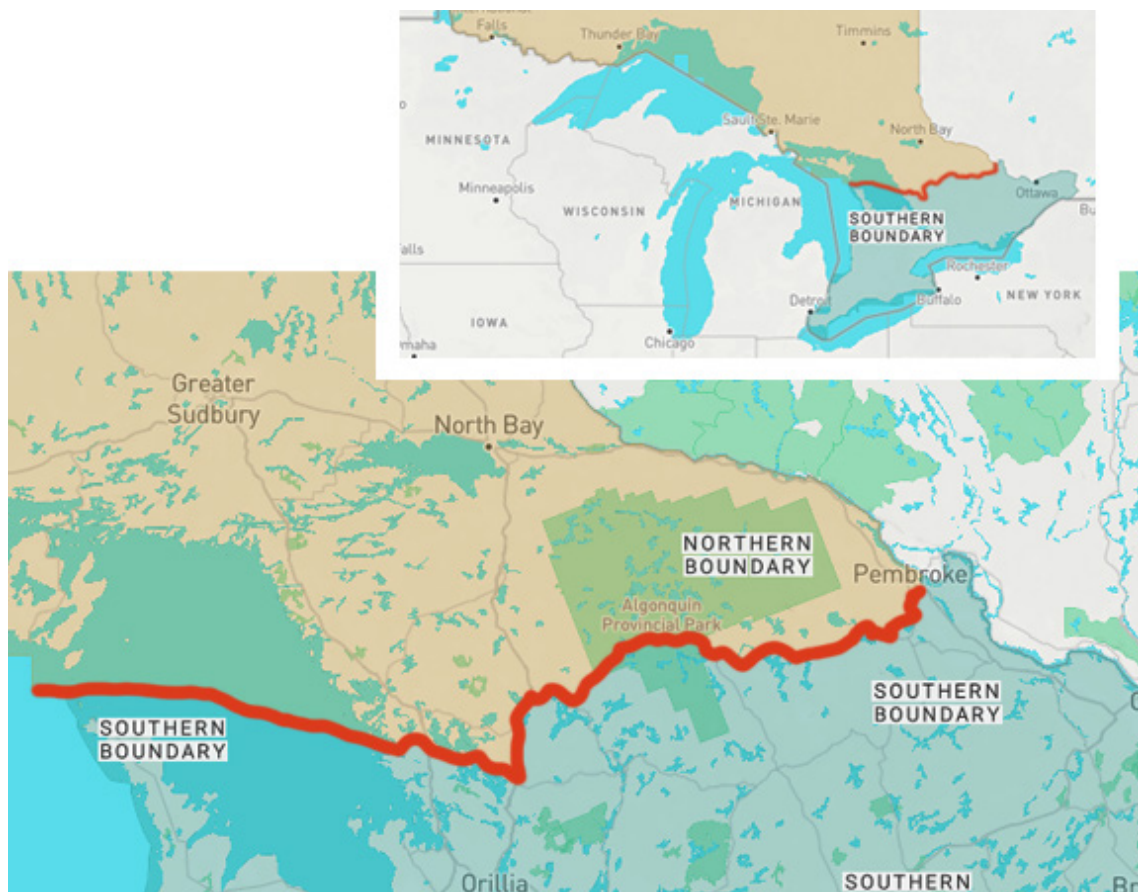 Falls
Thunder Bay
Timmins
Sault Ste. Marie
North Bay
MINNESOTA
Minneapolis
Ottawa
WISCONSIN
MICHIGAN
SOUTHERN
BOUNDARY
Rochester
Detroit
Buffalo
NEW YORK
IOWA
Chicago
Greater
Sudbury
North Bay
NORTHERN
BOUNDARY
Pembroke
Algonquin
Provincial Park
SOUTHERN
BOUNDARY
SOUTHERN
BOUNDARY
Orillia
SOUTHERN